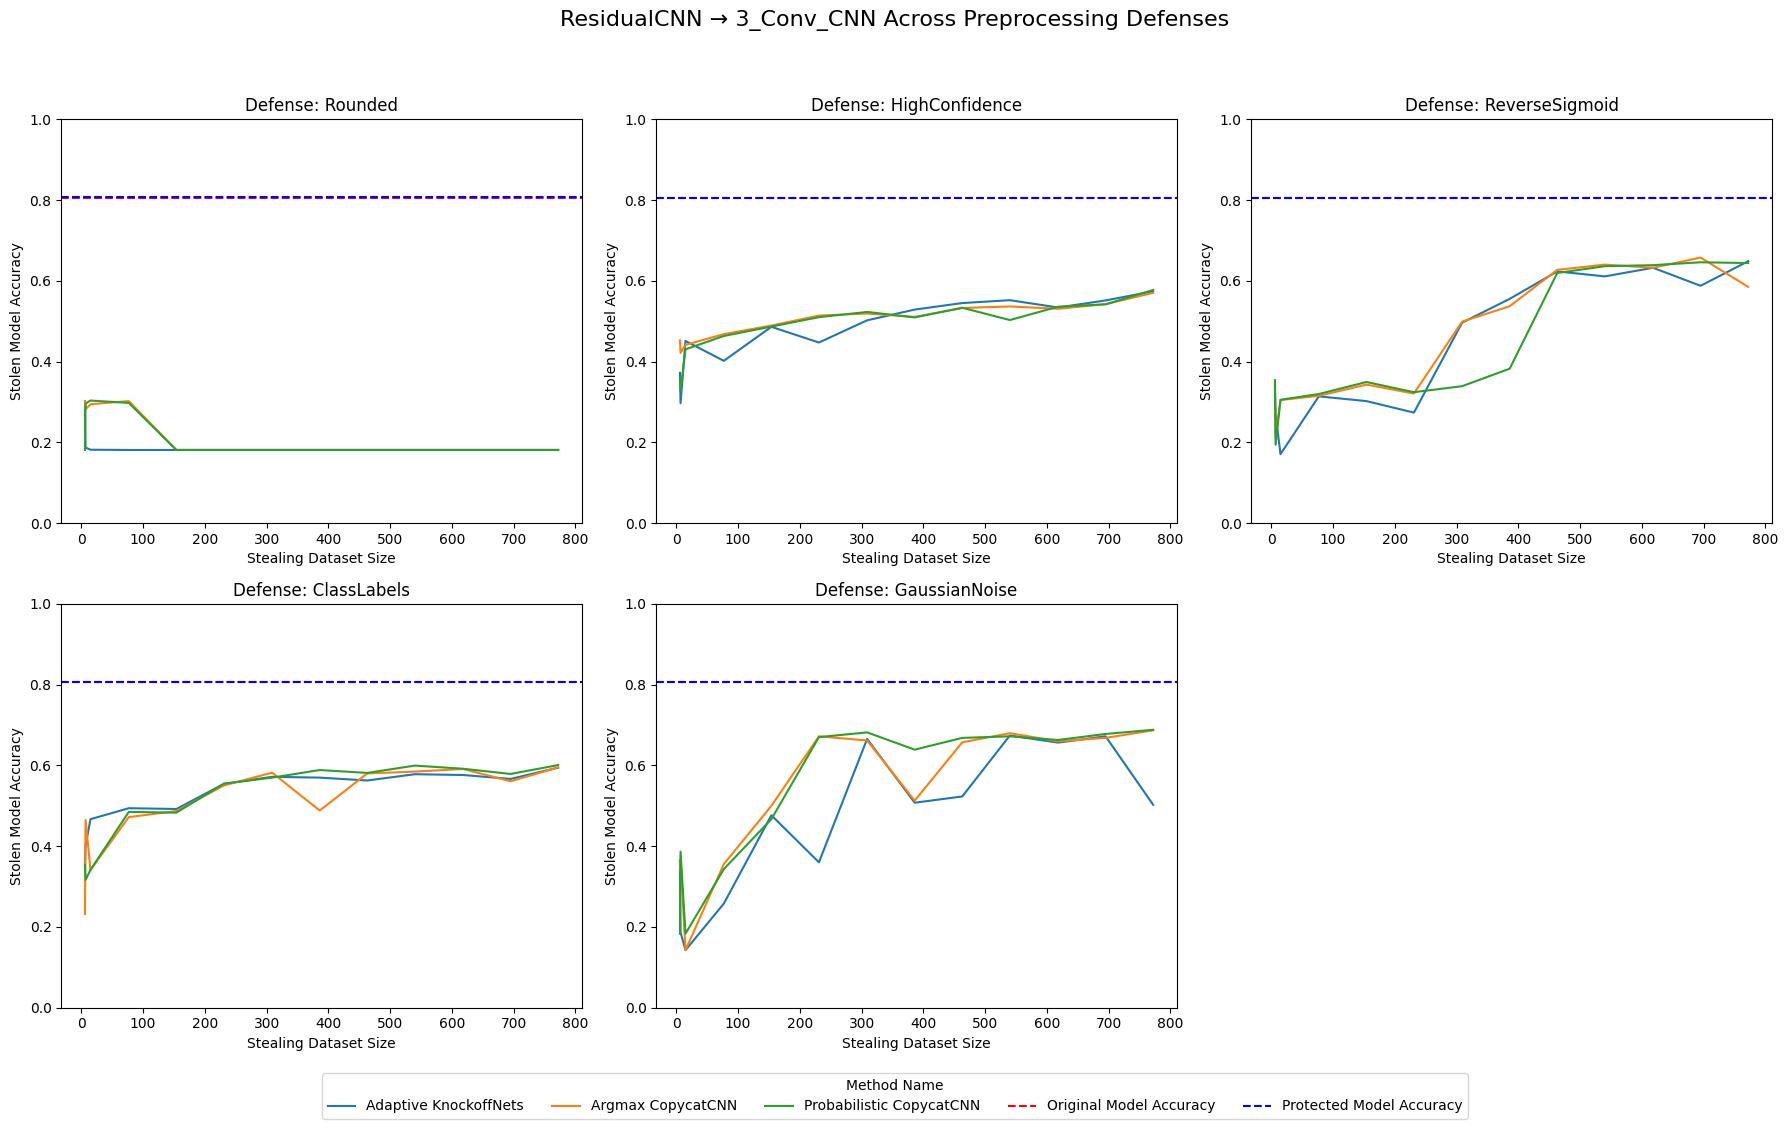 ResidualCNN → 3_Conv_CNN Across Preprocessing Defenses
Defense: Rounded
Stolen Model Accuracy
1.0
0.8
0.6
0.4
0.2
0.0
0 100 200 300 400 500 600 700 800
Stealing Dataset Size
Defense: HighConfidence
Stolen Model Accuracy
1.0
0.8
0.6
0.4
0.2
0.0
0 100 200 300 400 500 600 700 800
Stealing Dataset Size
Defense: ReverseSigmoid
Stolen Model Accuracy
1.0
0.8
0.6
0.4
0.2
0.0
0 100 200 300 400 500 600 700 800
Stealing Dataset Size
Defense: ClassLabels
Stolen Model Accuracy
1.0
0.8
0.6
0.4
0.2
0.0
0 100 200 300 400 500 600 700 800
Stealing Dataset Size
Defense: GaussianNoise
Stolen Model Accuracy
1.0
0.8
0.6
0.4
0.2
0.0
0 100 200 300 400 500 600 700 800
Stealing Dataset Size
Method Name
Adaptive KnockoffNets Argmax CopycatCNN Probabilistic CopycatCNN Original Model Accuracy Protected Model Accuracy